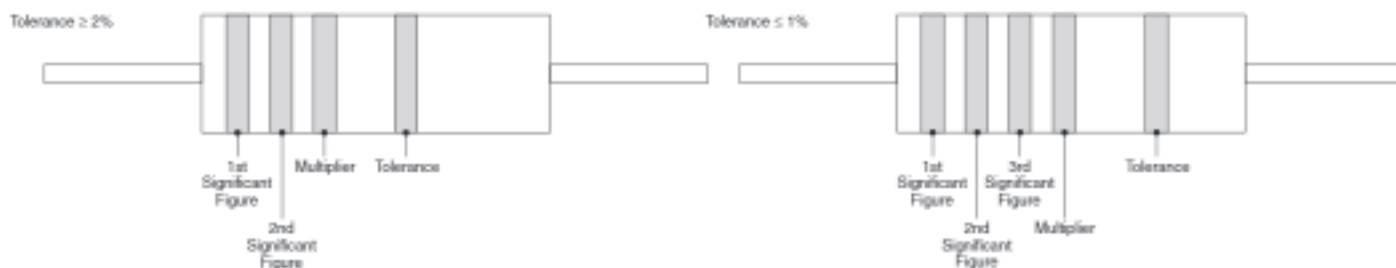 Tolerance ≥ 2%
1st
Significant
Figure
2nd
Significant
Figure
Multiplier
Tolerance
Tolerance ≤ 1%
1st
Significant
Figure
2nd
Significant
Figure
3rd
Significant
Figure
Multiplier
Tolerance